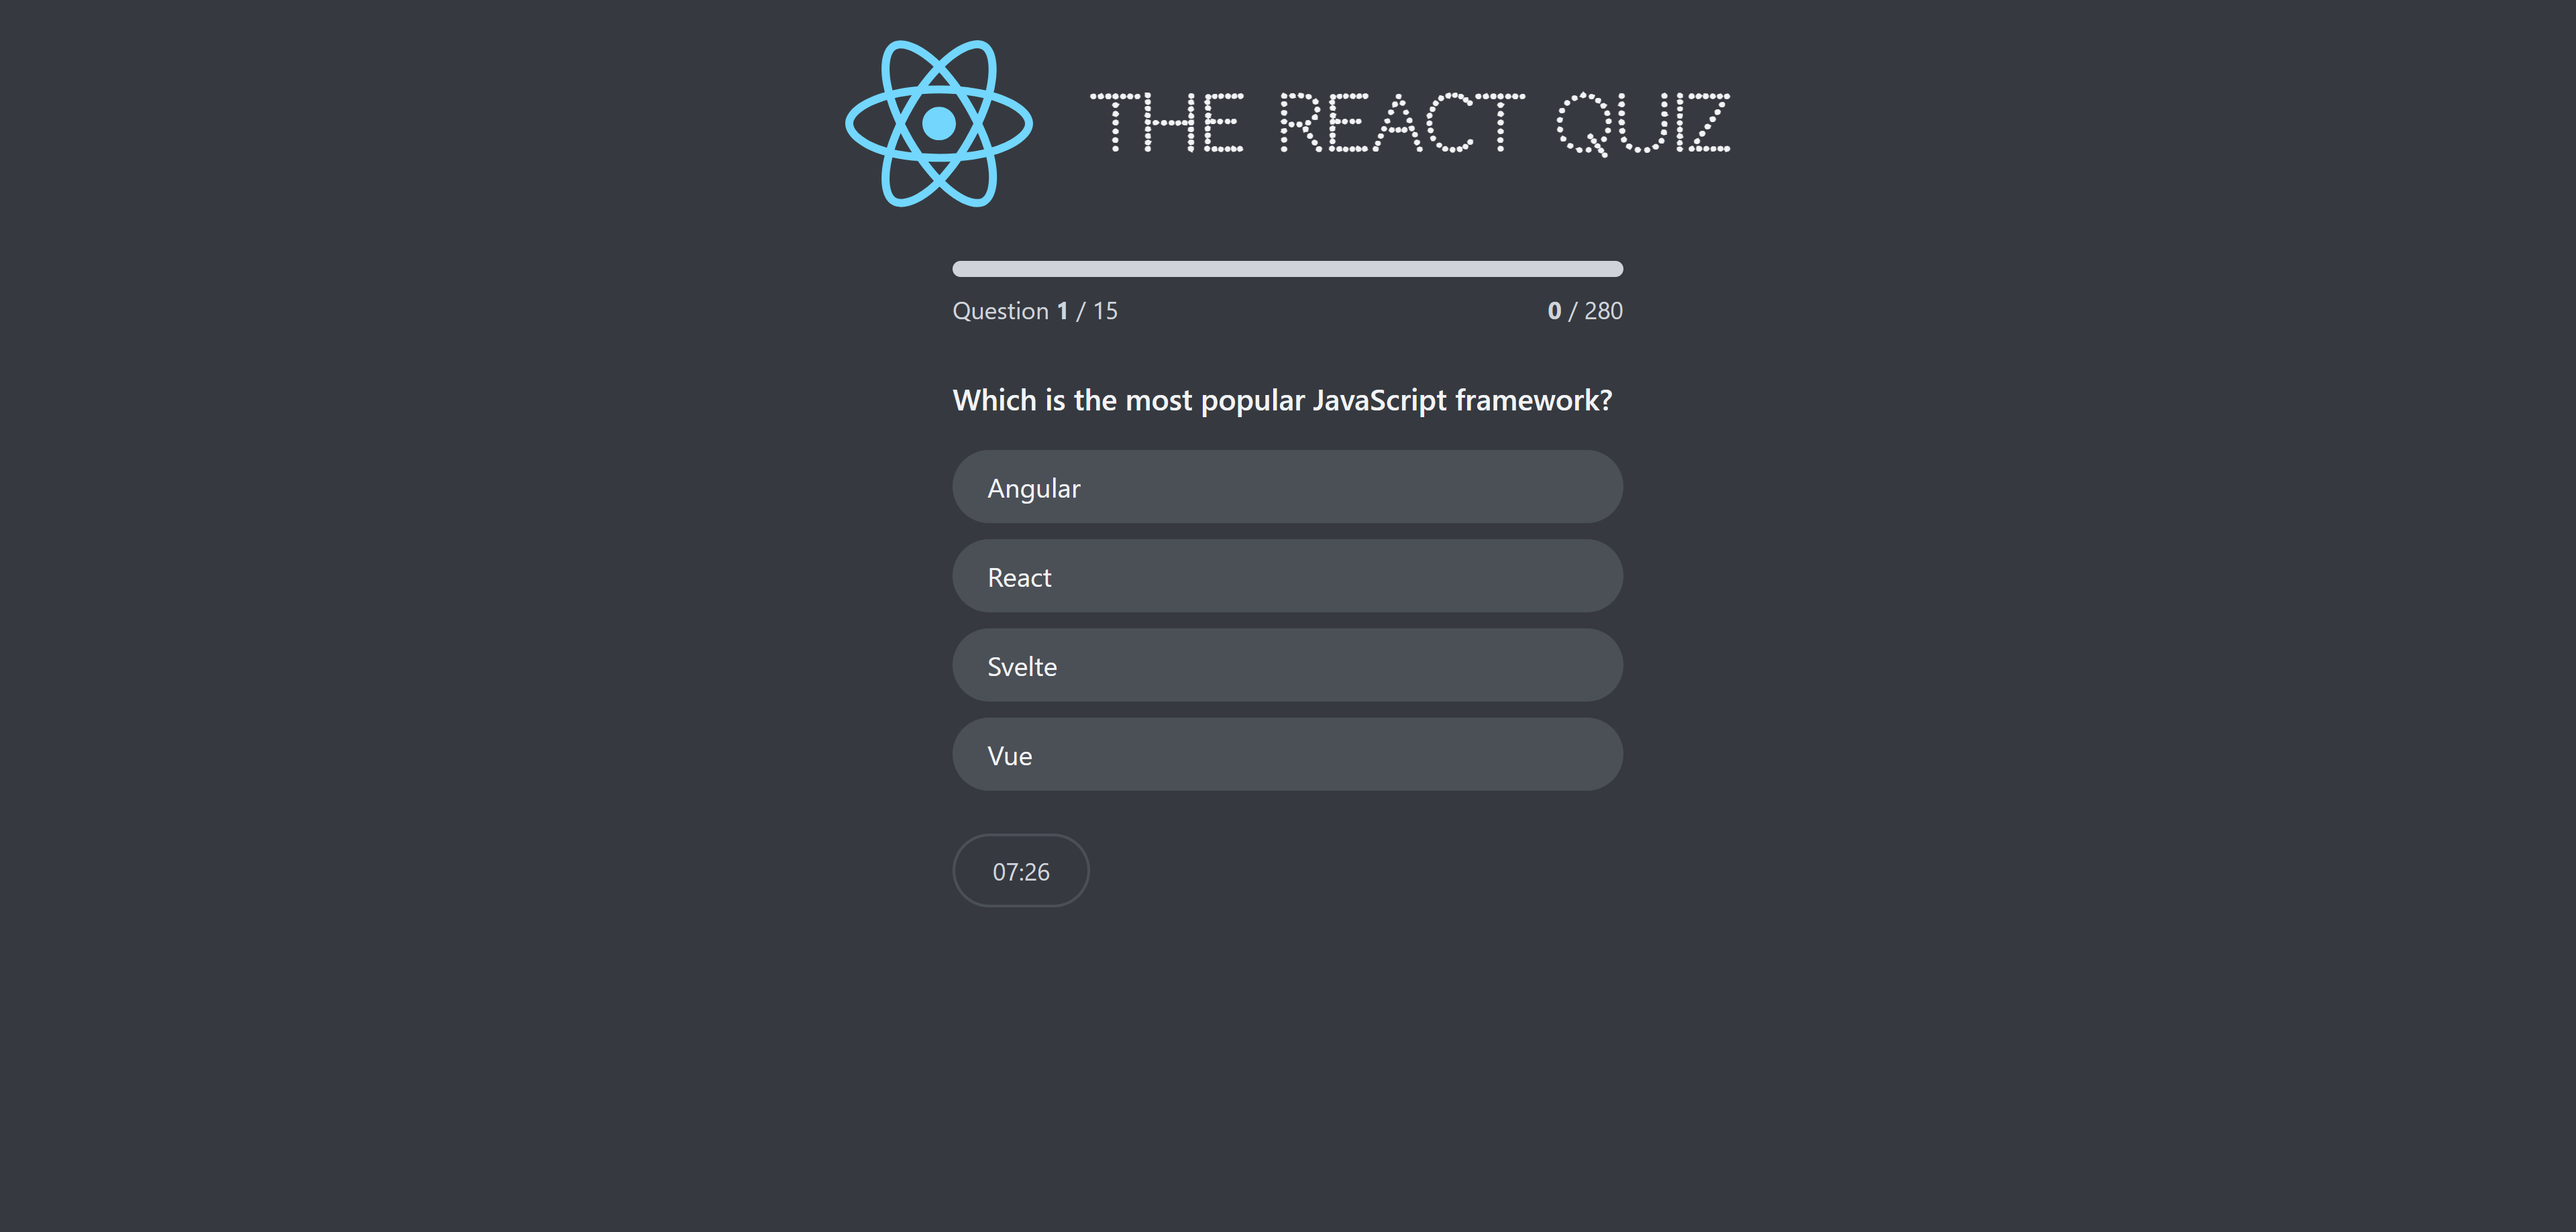 THE REACT QUIZ
Question 1 / 15
0 / 280
Which is the most popular JavaScript framework?
Angular
React
Svelte
Vue
07:26